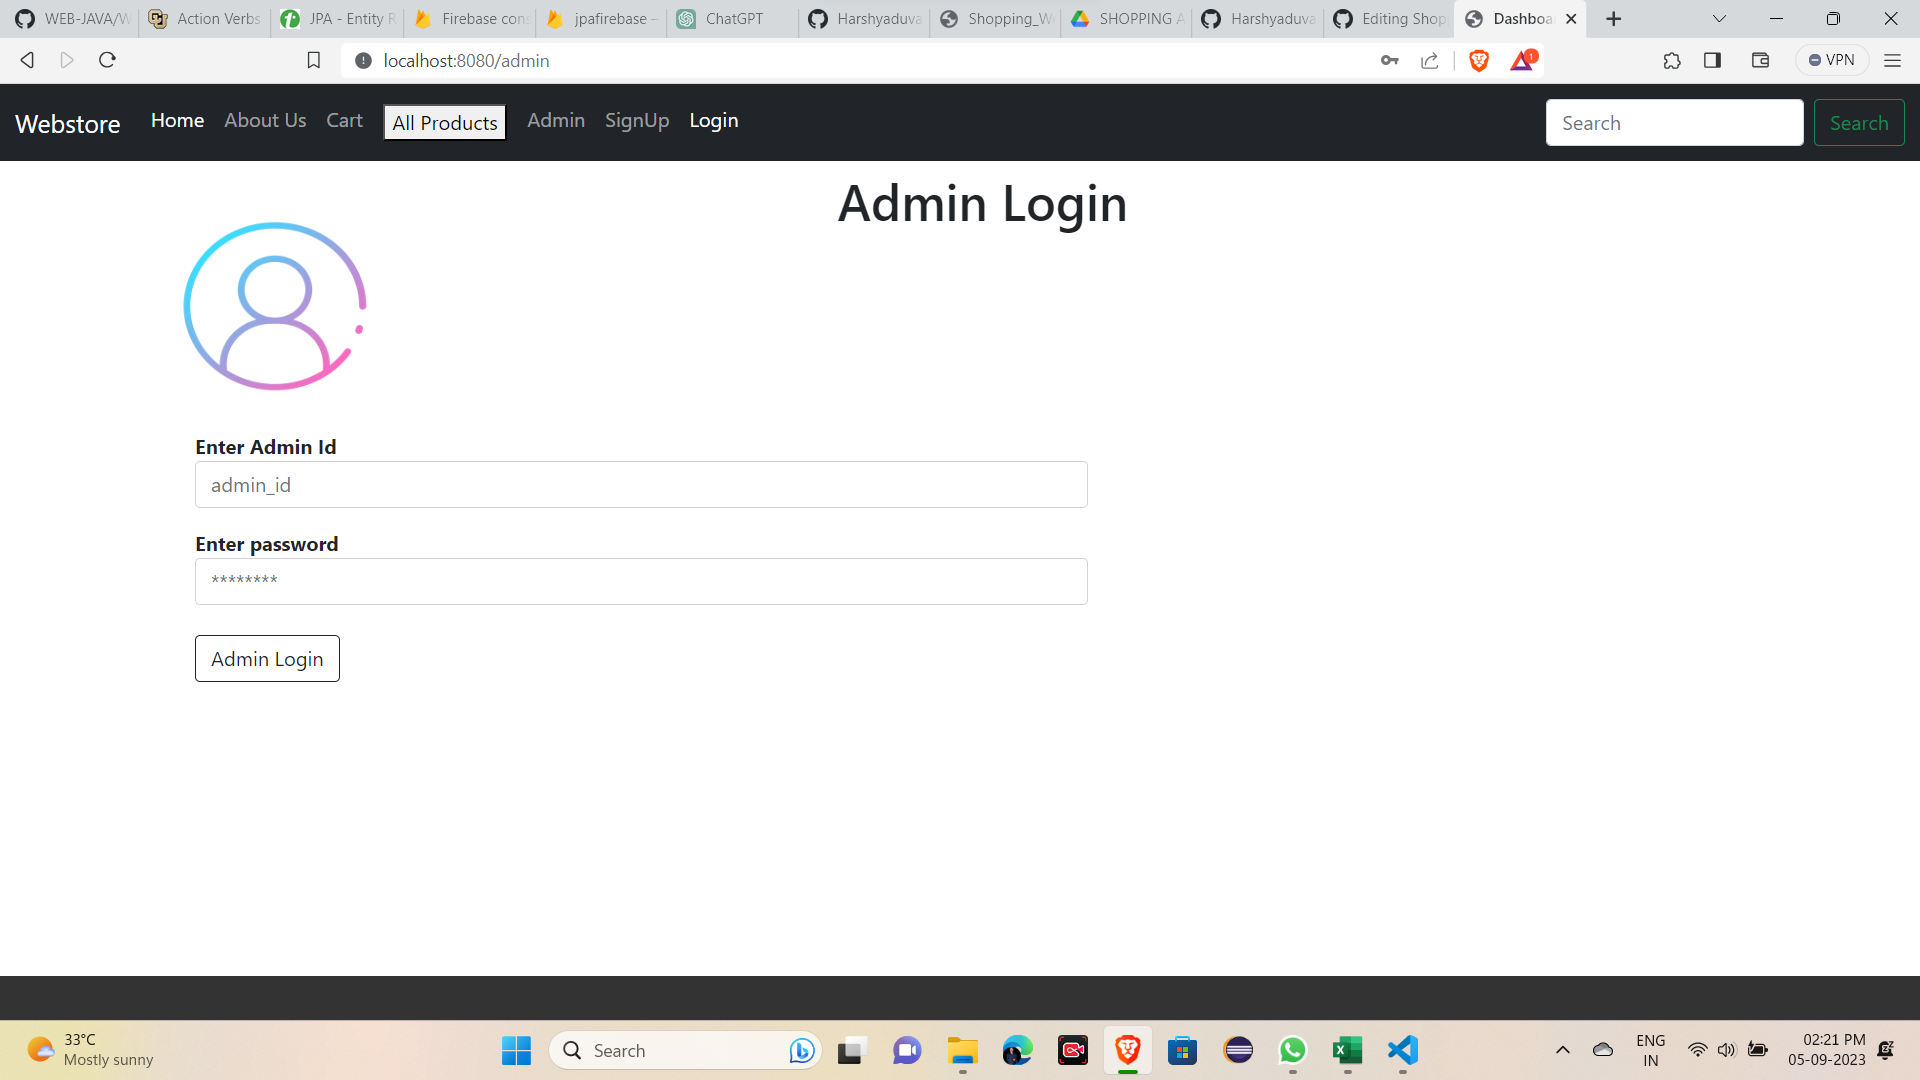 WEB-JAVA/W
Action Verbs
JPA - Entity R
Firebase cons
jpafirebase –
ChatGPT
Harshyaduva
Shopping_W
SHOPPING A
Harshyaduva
Editing Shop
Dashboa
localhost:8080/admin
1
VPN
Webstore
Home
About Us
Cart
All Products
Admin
SignUp
Login
Search
Search
Admin Login
Enter Admin Id
admin_id
Enter password
********
Admin Login
33°C
Mostly sunny
Search
ENG
IN
02:21 PM
05-09-2023